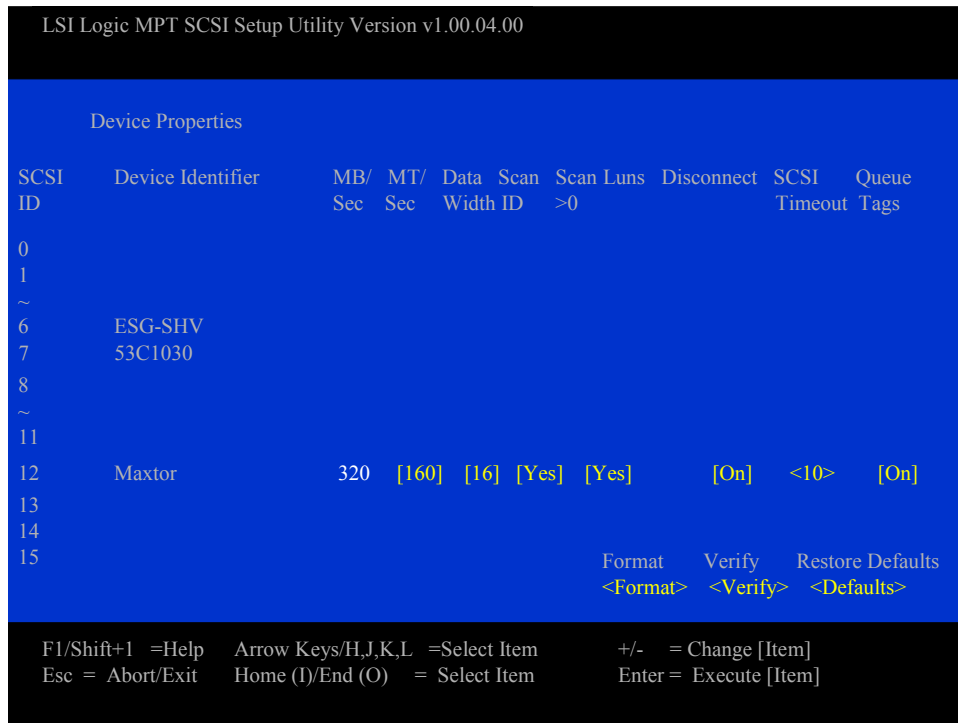 LSI Logic MPT SCSI Setup Utility Version v1.00.04.00
Device Properties
SCSI Device Identifier MB/ MT/ Data Scan Scan Luns Disconnect SCSI Queue
ID Sec Sec Width ID >0 Timeout Tags
0
1
~
6 ESG-SHV
7 53C1030
8
~
11
12 Maxtor 320 [160] [16] [Yes] [Yes] [On] <10> [On]
13
14
15
Format Verify Restore Defaults
<Format> <Verify> <Defaults>
F1/Shift+1 =Help Arrow Keys/H,J,K,L =Select Item +/- = Change [Item]
Esc = Abort/Exit Home (I)/End (O) = Select Item Enter = Execute [Item]